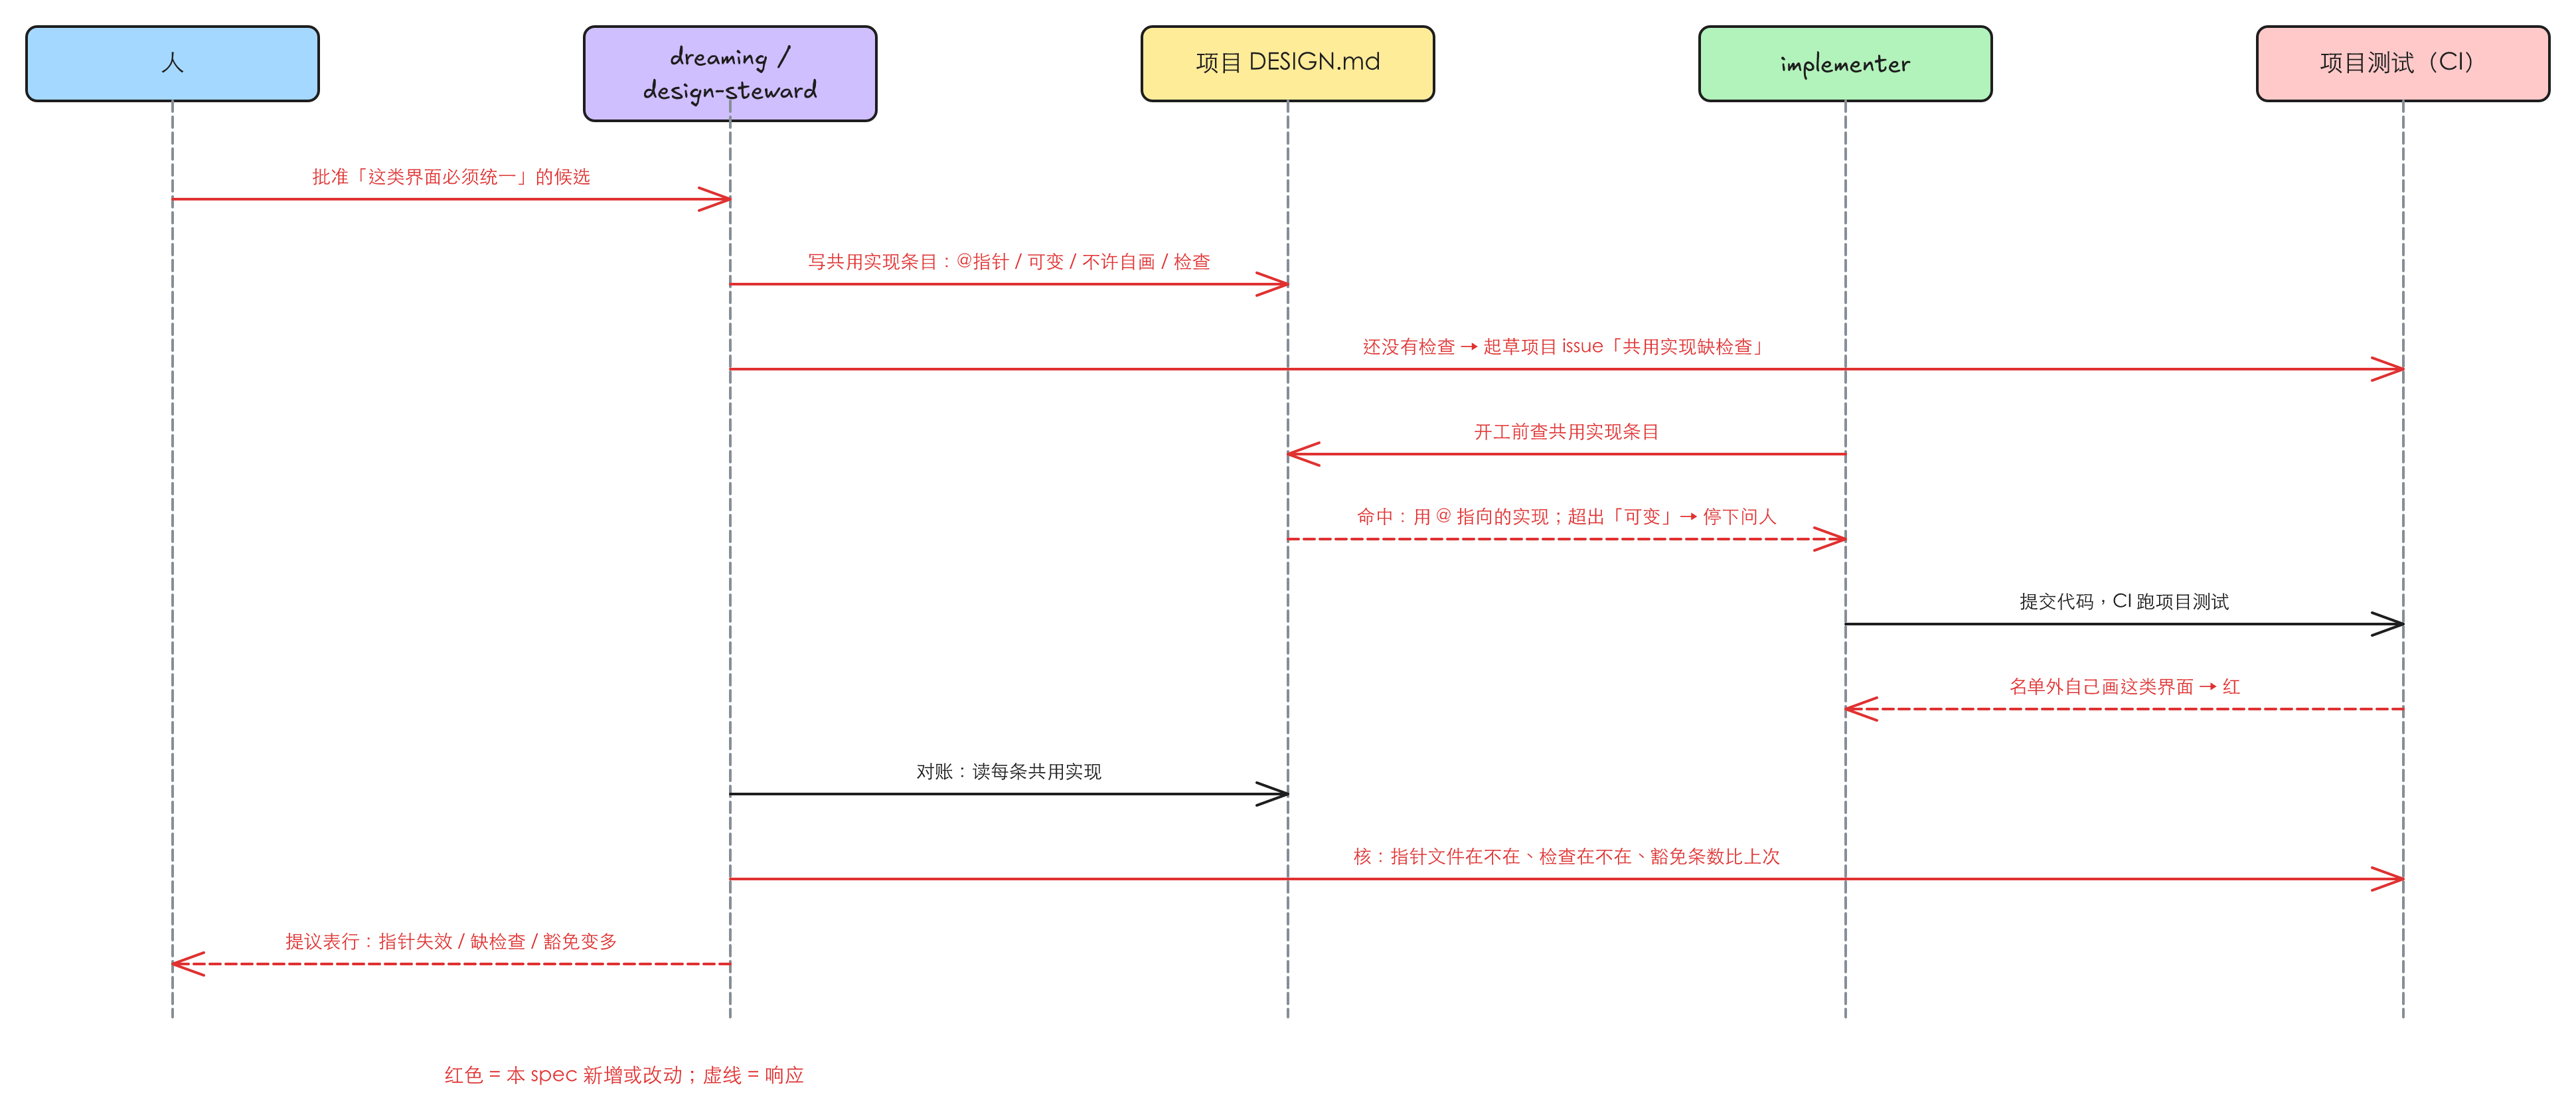 人
dreaming /
design-steward
项目 DESIGN.md
implementer
项目测试（CI）
批准「这类界面必须统一」的候选
写共用实现条目：@指针 / 可变 / 不许自画 / 检查
还没有检查 → 起草项目 issue「共用实现缺检查」
开工前查共用实现条目
命中：用 @ 指向的实现；超出「可变」→ 停下问人
提交代码，CI 跑项目测试
名单外自己画这类界面 → 红
对账：读每条共用实现
核：指针文件在不在、检查在不在、豁免条数比上次
提议表行：指针失效 / 缺检查 / 豁免变多
红色 = 本 spec 新增或改动；虚线 = 响应